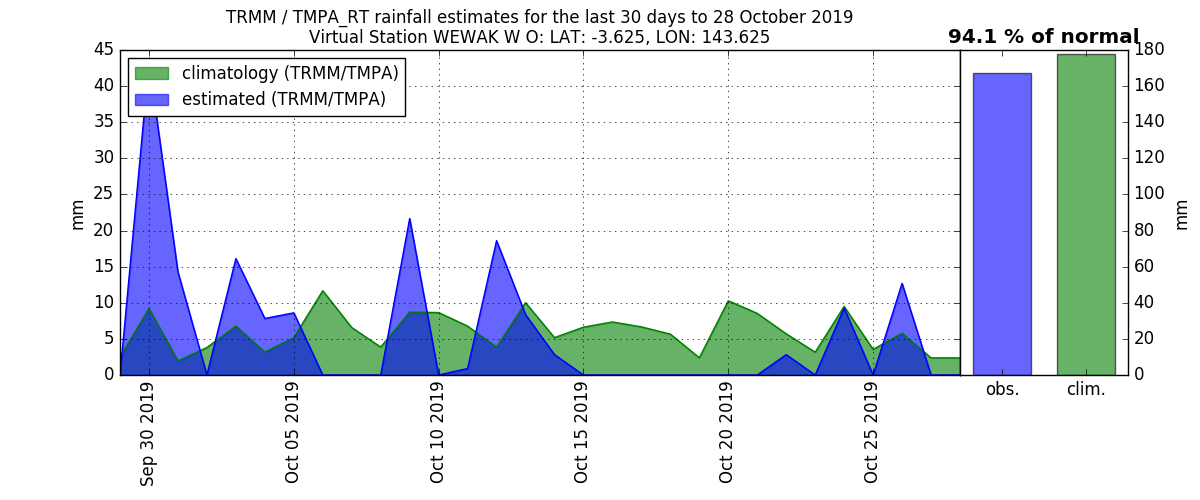 TRMM / TMPA_RT rainfall estimates for the last 30 days to 28 October 2019
Virtual Station WEWAK W O: LAT: -3.625, LON: 143.625
94.1 % of normal
climatology (TRMM/TMPA)
estimated (TRMM/TMPA)
mm
45
40
35
30
25
20
15
10
5
0
Sep 30 2019
Oct 05 2019
Oct 10 2019
Oct 15 2019
Oct 20 2019
Oct 25 2019
obs.
clim.
180
160
140
120
100
80
60
40
20
0
mm